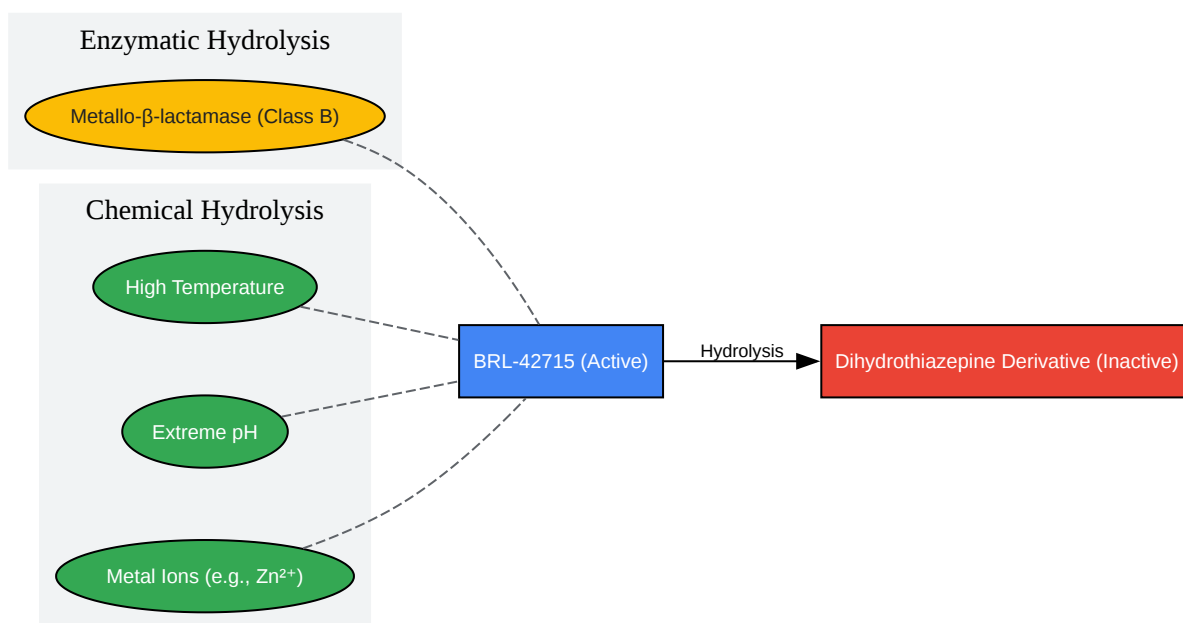 Enzymatic Hydrolysis
Metallo-β-lactamase (Class B)
Chemical Hydrolysis
High Temperature
Extreme pH
Metal Ions (e.g., Zn²⁺)
BRL-42715 (Active)
Hydrolysis
Dihydrothiazepine Derivative (Inactive)